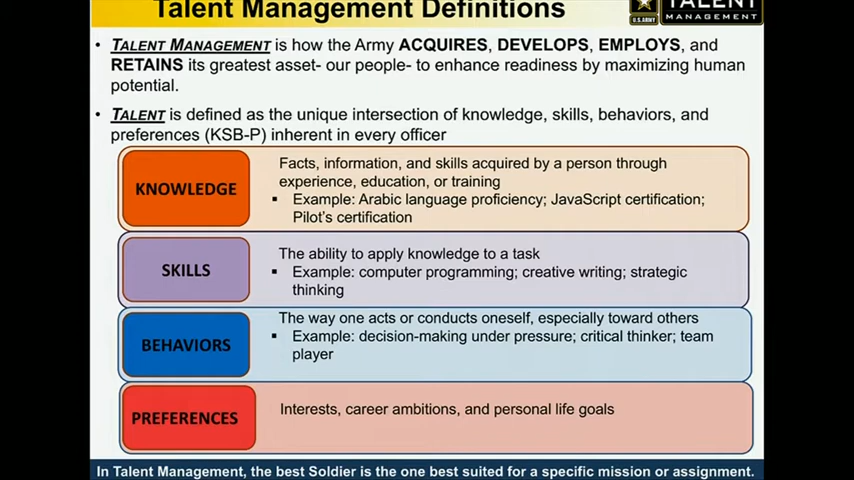 Talent Management Definitions
U.S. ARMY
TALENT
MANAGEMENT
• TALENT MANAGEMENT is how the Army ACQUIRES, DEVELOPS, EMPLOYS, and
RETAINS its greatest asset- our people- to enhance readiness by maximizing human
potential.
• TALENT is defined as the unique intersection of knowledge, skills, behaviors, and
preferences (KSB-P) inherent in every officer
KNOWLEDGE
Facts, information, and skills acquired by a person through
experience, education, or training
▪ Example: Arabic language proficiency; JavaScript certification;
Pilot's certification
SKILLS
The ability to apply knowledge to a task
▪ Example: computer programming; creative writing; strategic
thinking
BEHAVIORS
The way one acts or conducts oneself, especially toward others
▪ Example: decision-making under pressure; critical thinker; team
player
PREFERENCES
Interests, career ambitions, and personal life goals
In Talent Management, the best Soldier is the one best suited for a specific mission or assignment.